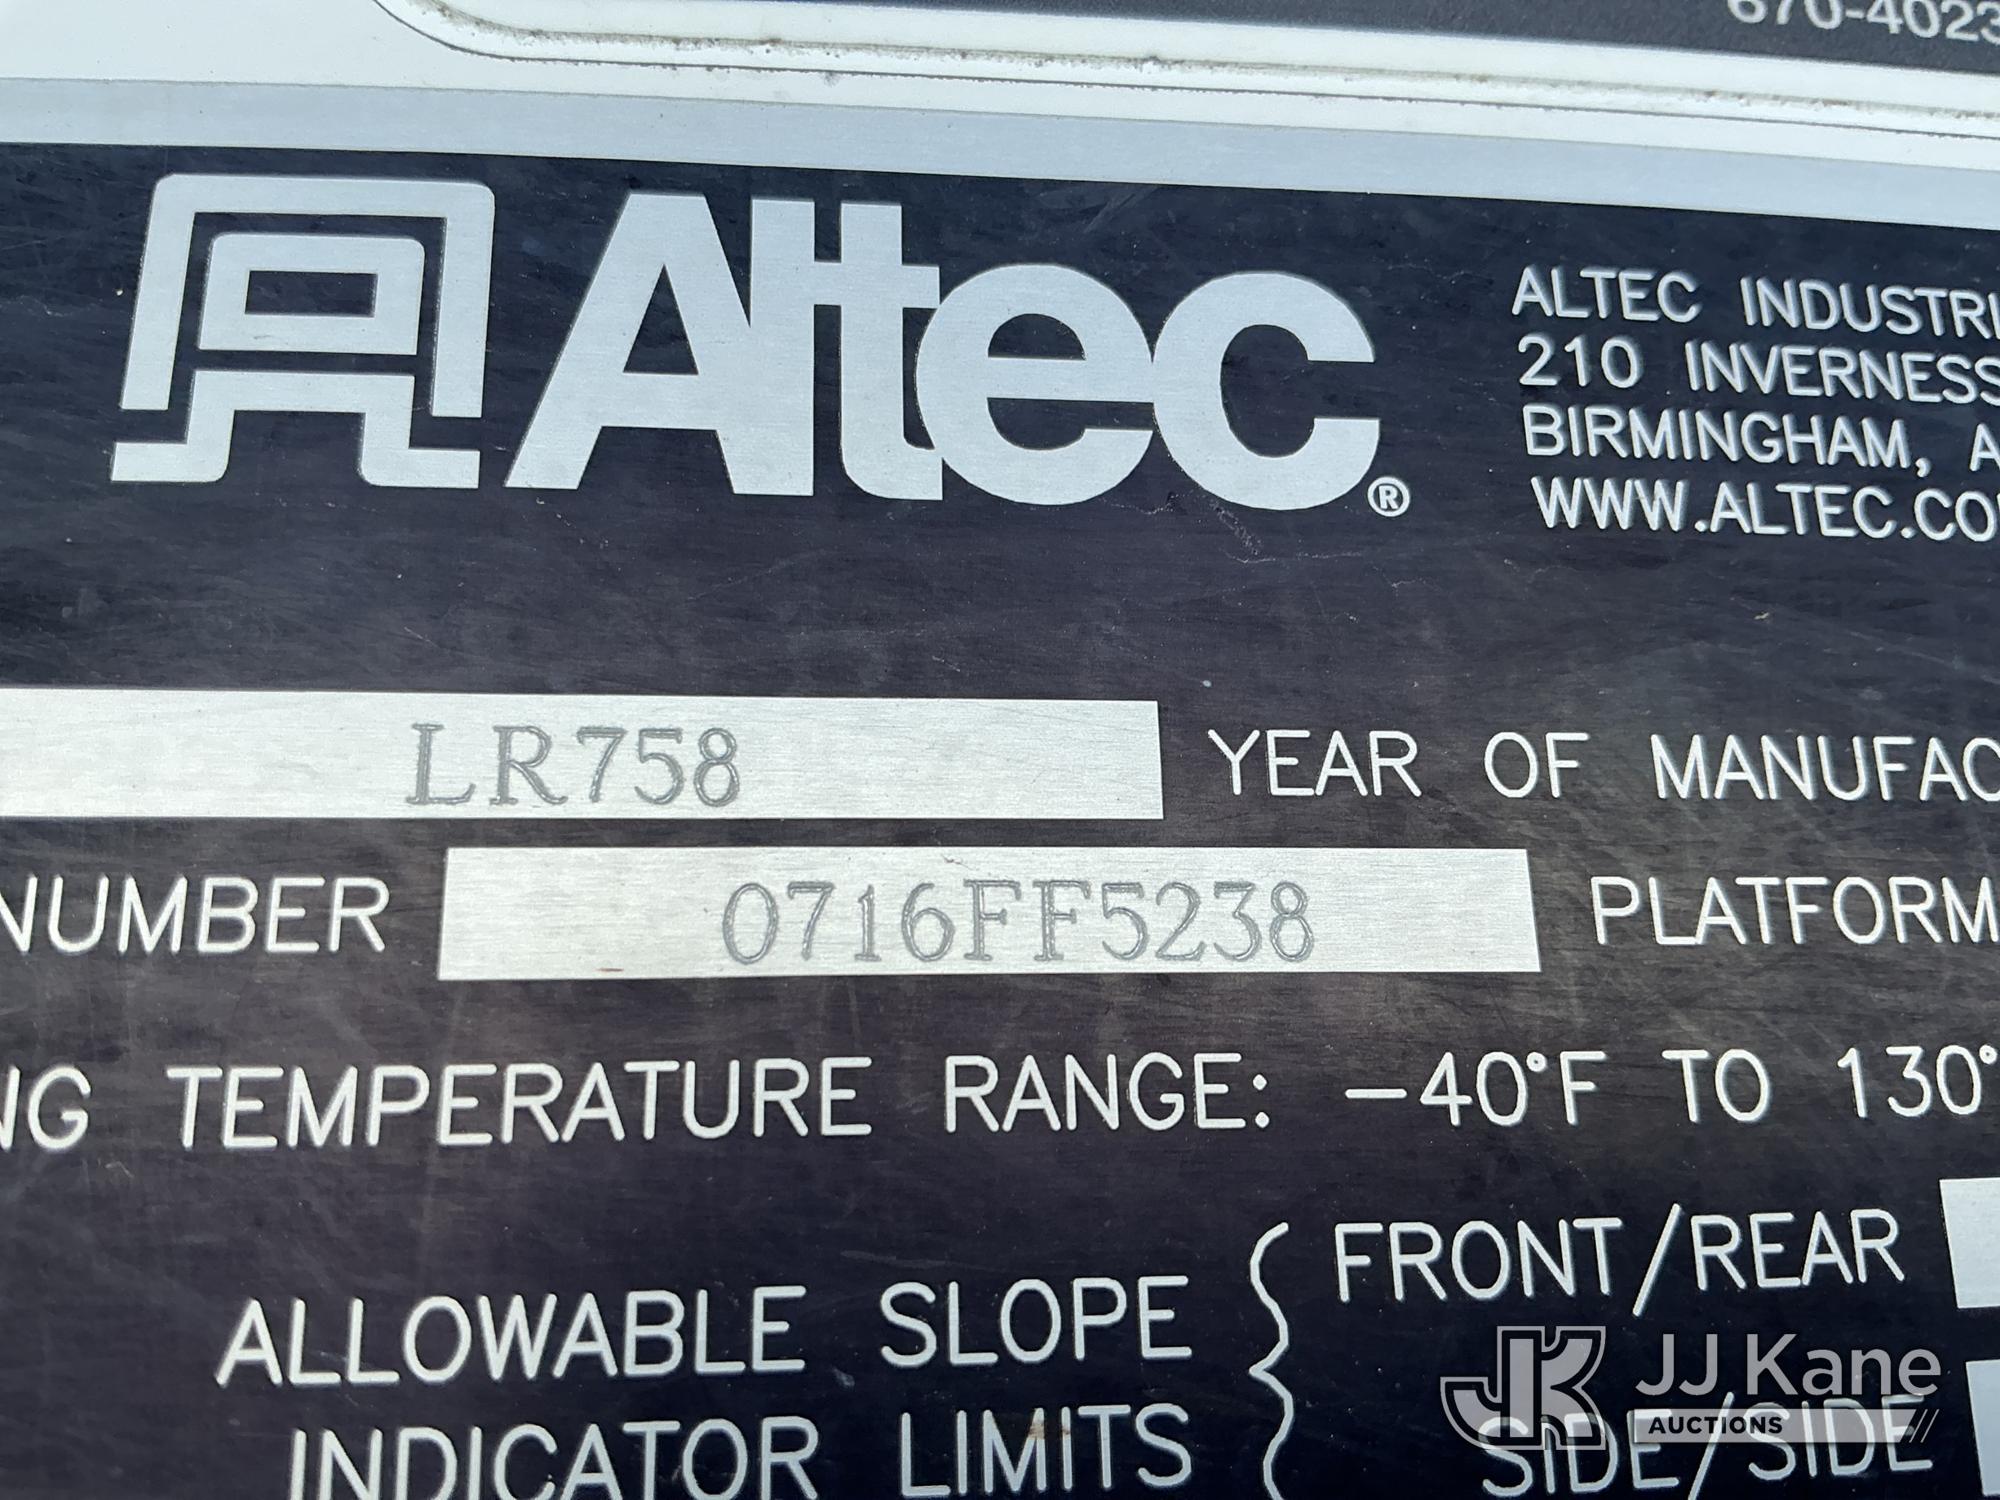 670-4023
Altec®
ALTEC INDUSTRI
210 INVERNESS
BIRMINGHAM, A
WWW.ALTEC.CO
LR758 YEAR OF MANUFAC
NUMBER 0716FF5238 PLATFORM
NG TEMPERATURE RANGE: -40°F TO 130°
ALLOWABLE SLOPE
INDICATOR LIMITS
FRONT/REAR
SIDE/SIDE
JK JJ Kane
AUCTIONS